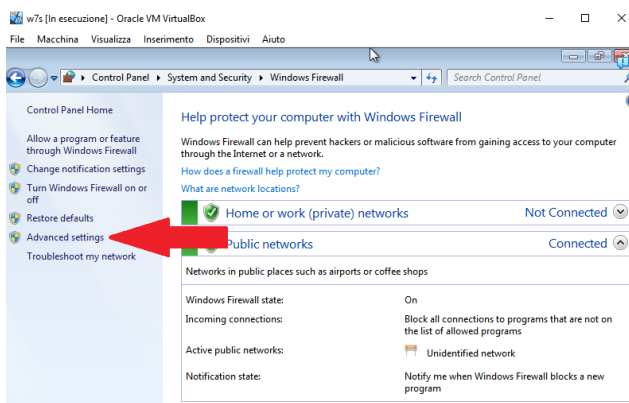 w7s [In esecuzione] - Oracle VM VirtualBox
File Macchina Visualizza Inserimento Dispositivi Aiuto
Control Panel System and Security Windows Firewall Search Control Panel
Control Panel Home
Allow a program or feature
through Windows Firewall
Change notification settings
Turn Windows Firewall on or
off
Restore defaults
Advanced settings
Troubleshoot my network
Help protect your computer with Windows Firewall
Windows Firewall can help prevent hackers or malicious software from gaining access to your computer
through the Internet or a network.
How does a firewall help protect my computer?
What are network locations?
Home or work (private) networks Not Connected
Public networks Connected
Networks in public places such as airports or coffee shops
Windows Firewall state: On
Incoming connections: Block all connections to programs that are not on
the list of allowed programs
Active public networks: Unidentified network
Notification state: Notify me when Windows Firewall blocks a new
program